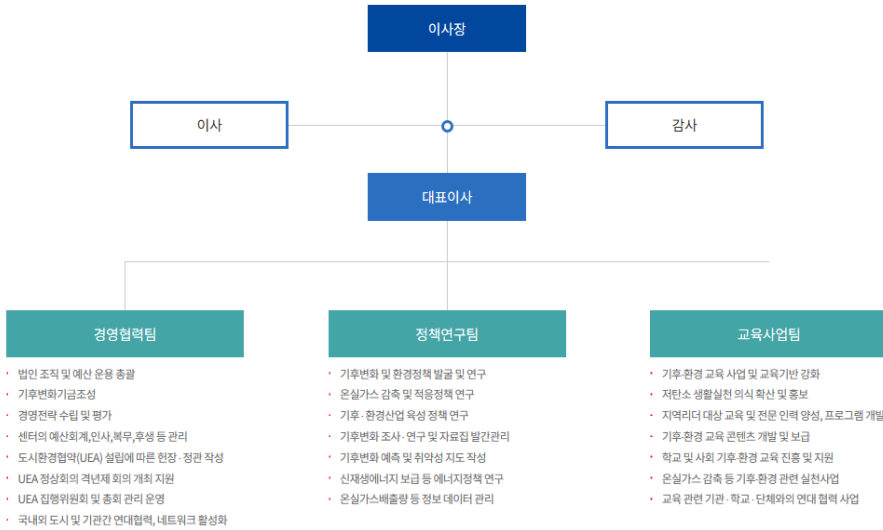 이사장
이사
감사
대표이사
경영협력팀
법인 조직 및 예산 운용 총괄
기후변화기금조성
경영전략 수립 및 평가
센터의 예산회계,인사,복무,후생 등 관리
도시환경협약(UEA) 설립에 따른 헌장·정관 작성
UEA 정상회의 격년제 회의 개최 지원
UEA 집행위원회 및 총회 관리 운영
국내외 도시 및 기관간 연대협력, 네트워크 활성화
정책연구팀
기후변화 및 환경정책 발굴 및 연구
온실가스 감축 및 적응정책 연구
기후·환경산업 육성 정책 연구
기후변화 조사·연구 및 자료집 발간관리
기후변화 예측 및 취약성 지도 작성
신재생에너지 보급 등 에너지정책 연구
온실가스배출량 등 정보 데이터 관리
교육사업팀
기후·환경 교육 사업 및 교육기반 강화
저탄소 생활실천 의식 확산 및 홍보
지역리더 대상 교육 및 전문 인력 양성, 프로그램 개발
기후·환경 교육 콘텐츠 개발 및 보급
학교 및 사회 기후·환경 교육 진흥 및 지원
온실가스 감축 등 기후·환경 관련 실천사업
교육 관련 기관·학교·단체와의 연대 협력 사업